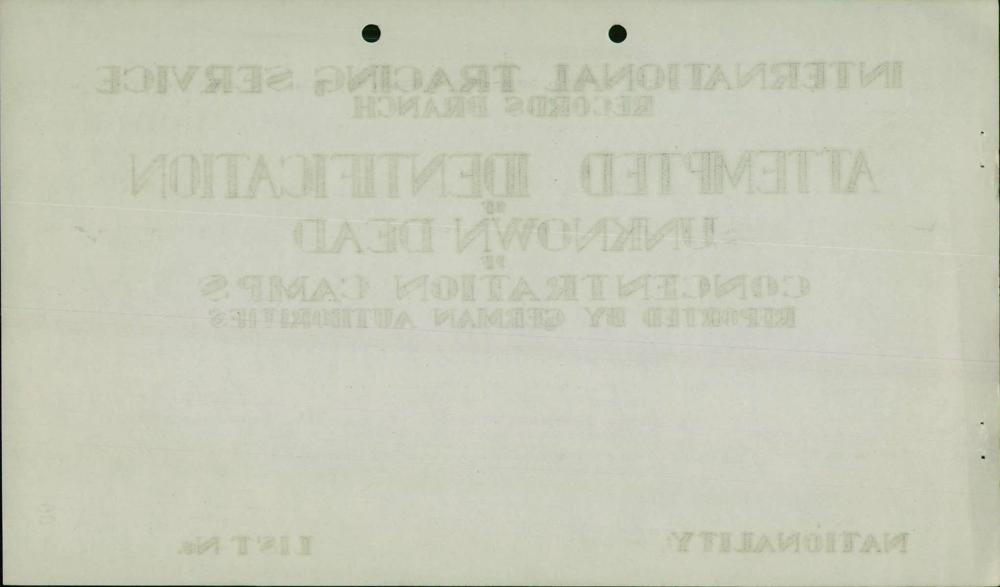 INTERNATIONAL TRACING SERVICE
RECORDS BRANCH
ATTEMPTED IDENTIFICATION
OF
UNKNOWN DEAD
OF
CONCENTRATION CAMPS
REPORTED BY GERMAN AUTHORITIES
NATIONALITY LIST No.